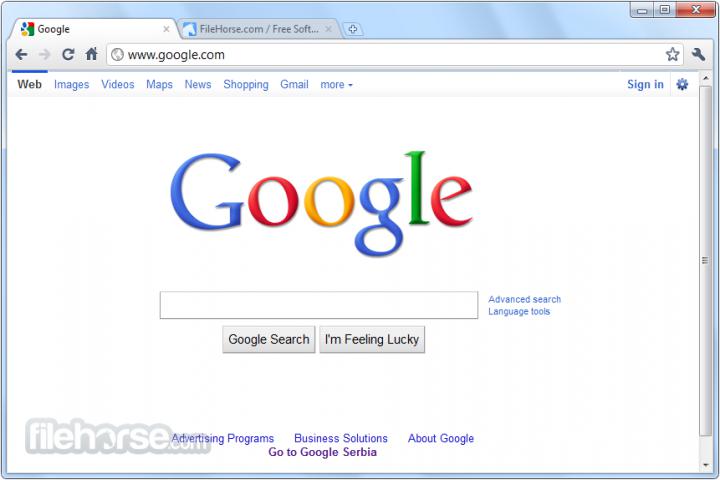 Google
FileHorse.com / Free Soft...
www.google.com
Web Images Videos Maps News Shopping Gmail more Sign in
Google
Advanced search
Language tools
Google Search I'm Feeling Lucky
filehorse.com
Advertising Programs Business Solutions About Google
Go to Google Serbia